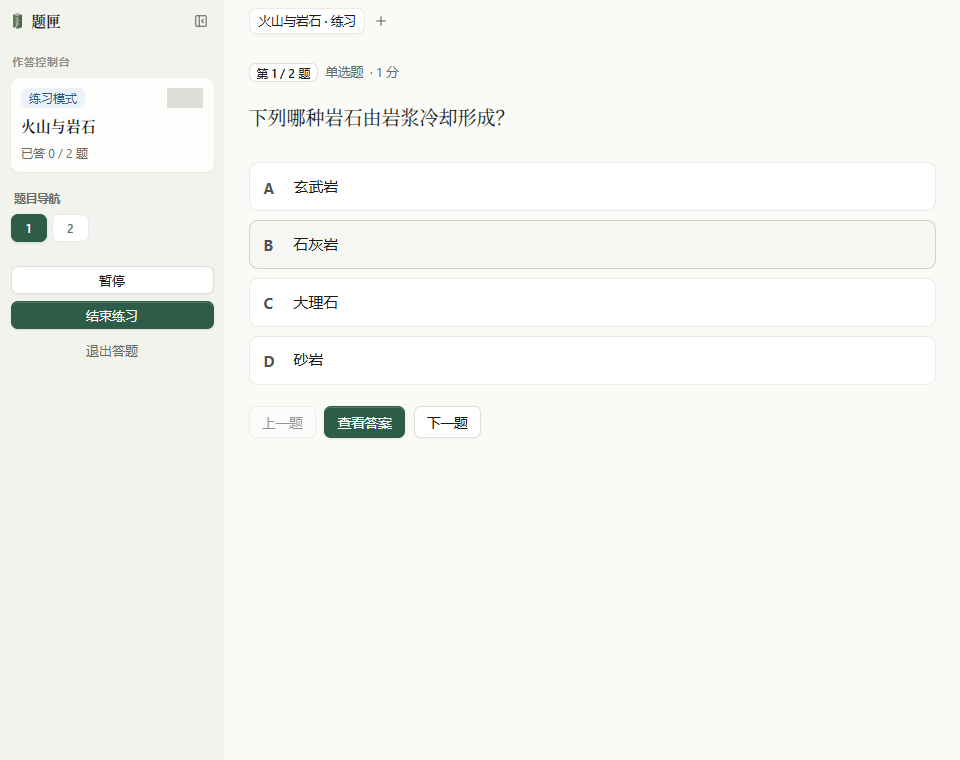 题匣
作答控制台
练习模式
火山与岩石
已答 0 / 2 题
题目导航
1
2
暂停
结束练习
退出答题
火山与岩石 · 练习
+
第 1 / 2 题 单选题 · 1 分
下列哪种岩石由岩浆冷却形成？
A 玄武岩
B 石灰岩
C 大理石
D 砂岩
上一题 查看答案 下一题